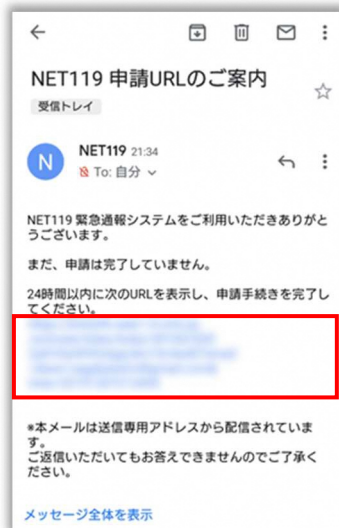 NET119 申請URLのご案内
受信トレイ
N
NET119 21:34
To: 自分
NET119 緊急通報システムをご利用いただきありがと
うございます。
まだ、申請は完了していません。
24時間以内に次のURLを表示し、申請手続きを完了し
てください。
*本メールは送信専用アドレスから配信されていま
す。
ご返信いただいてもお答えできませんのでご了承く
ださい。
メッセージ全体を表示